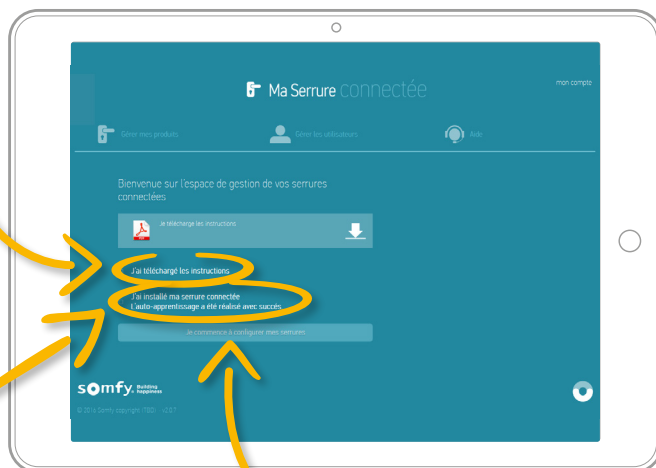 Ma Serrure connectée
mon compte
Gérer mes produits
Gérer les utilisateurs
Aide
Bienvenue sur l'espace de gestion de vos serrures
connectées
Je télécharge les instructions
J'ai téléchargé les instructions
J'ai installé ma serrure connectée
L'auto-apprentissage a été réalisé avec succès
Je commence à configurer mes serrures
somfy. Building
happiness